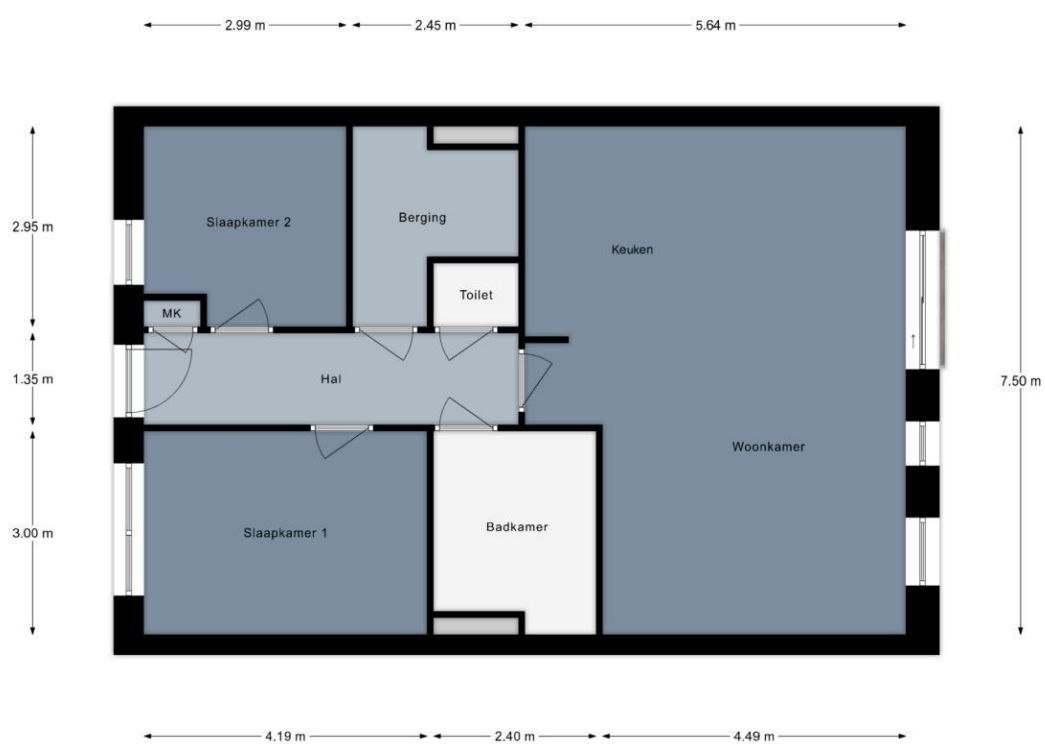 2.99 m
2.45 m
5.64 m
2.95 m
Slaapkamer 2
Berging
Keuken
Toilet
MK
1.35 m
Hal
7.50 m
Woonkamer
3.00 m
Slaapkamer 1
Badkamer
4.19 m
2.40 m
4.49 m